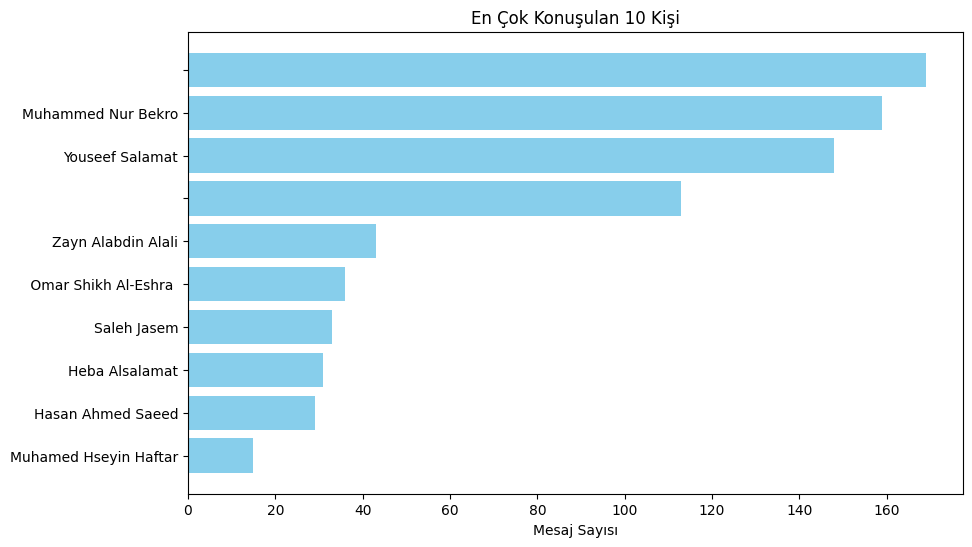 En Çok Konuşulan 10 Kişi
Muhammed Nur Bekro
Youseef Salamat
Zayn Alabdin Alali
Omar Shikh Al-Eshra
Saleh Jasem
Heba Alsalamat
Hasan Ahmed Saeed
Muhamed Hseyin Haftar
0 20 40 60 80 100 120 140 160
Mesaj Sayısı